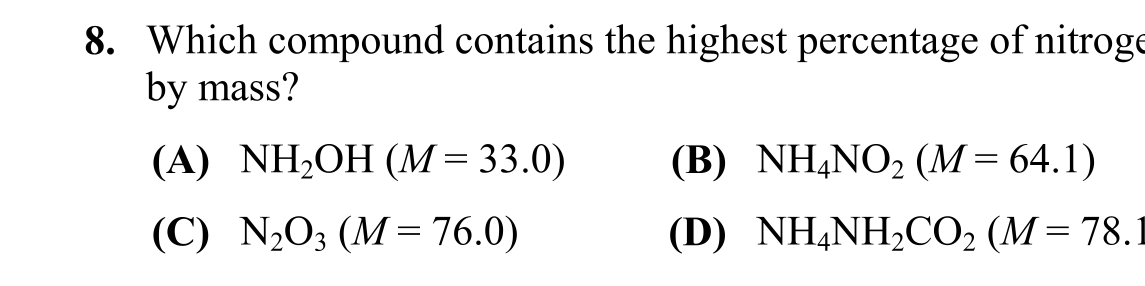 8. Which compound contains the highest percentage of nitroge
by mass?
(A) NH₂OH (M = 33.0) (B) NH₄NO₂ (M = 64.1)
(C) N₂O₃ (M = 76.0) (D) NH₄NH₂CO₂ (M = 78.1